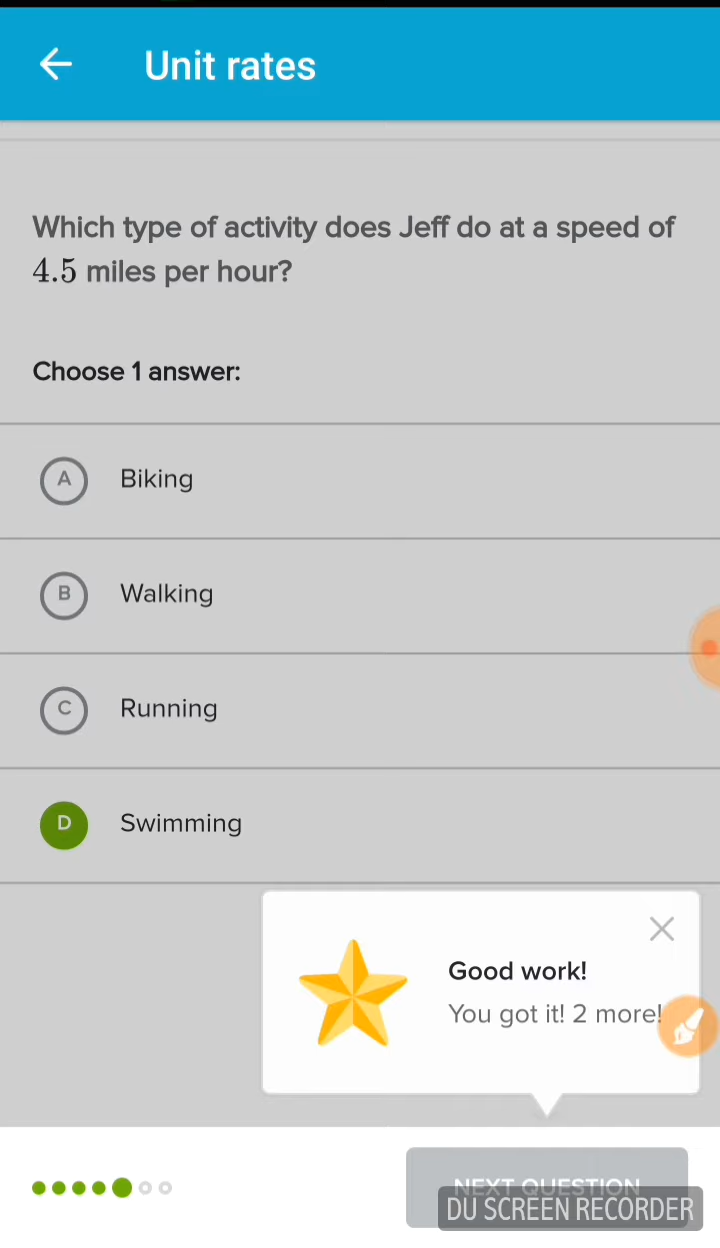 Unit rates
Which type of activity does Jeff do at a speed of
4.5 miles per hour?
Choose 1 answer:
A Biking
B Walking
C Running
D Swimming
Good work!
You got it! 2 more!
NEXT QUESTION
DU SCREEN RECORDER